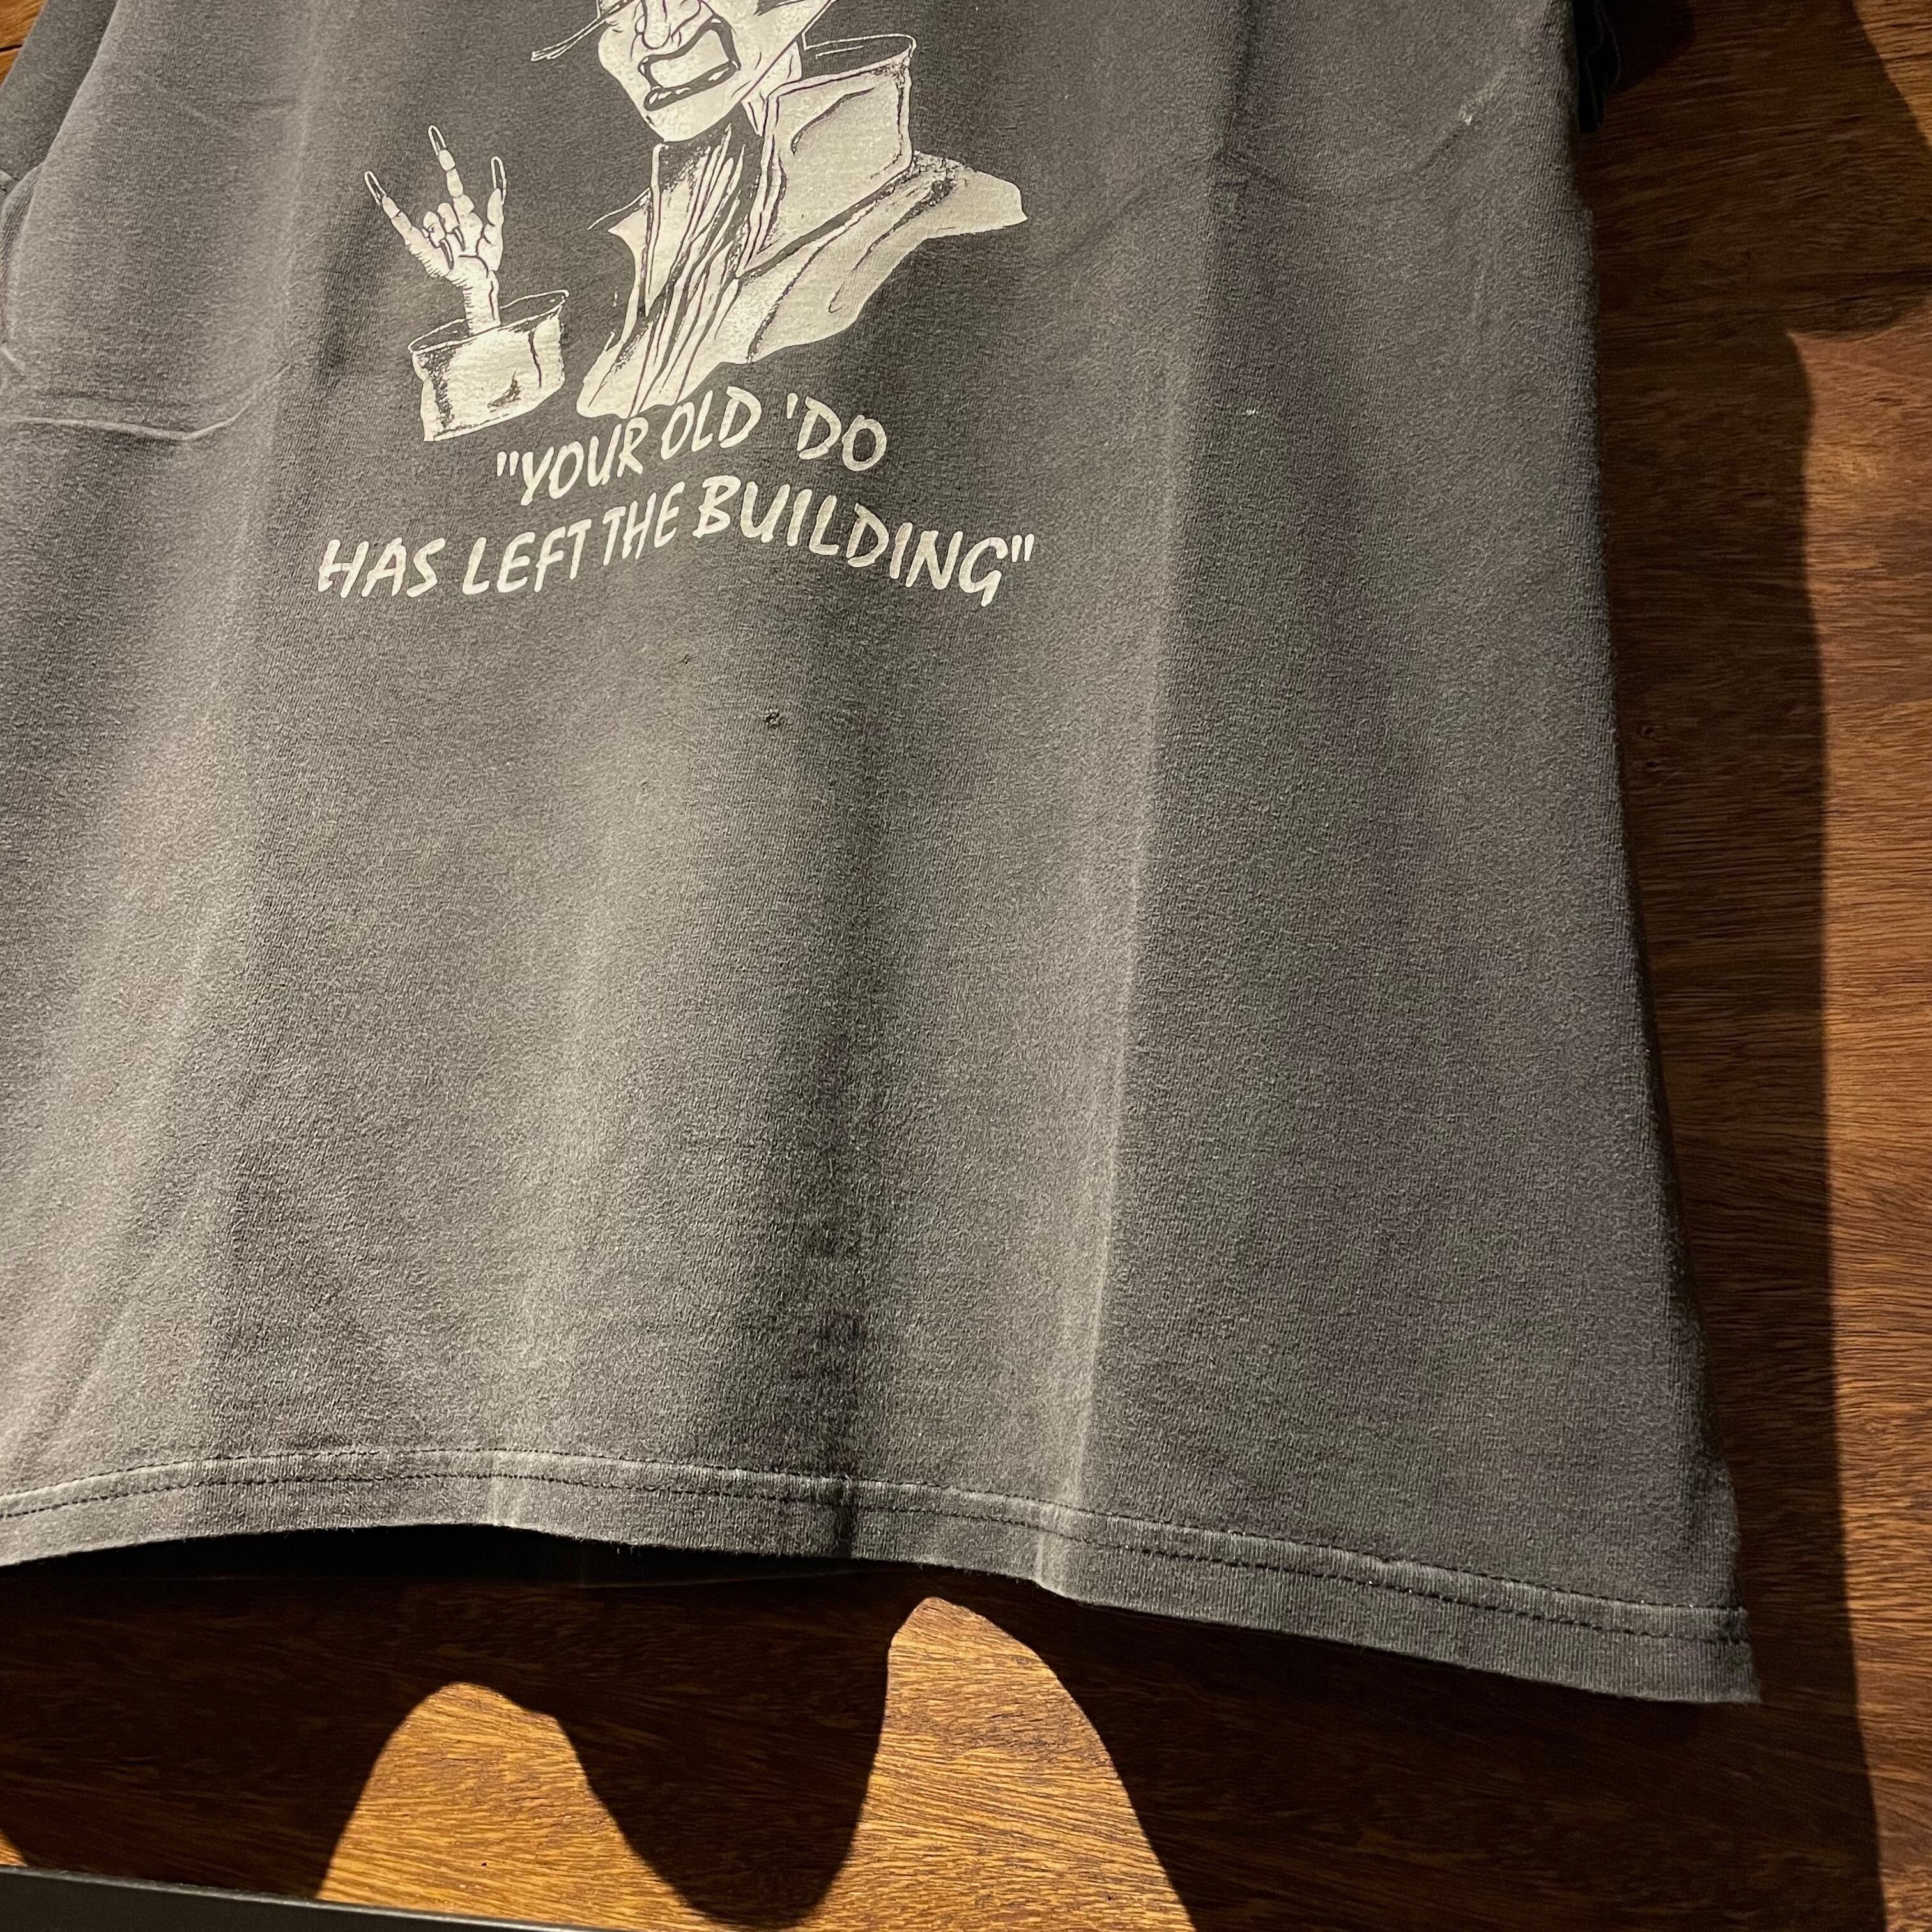 "YOUR OLD 'DO
HAS LEFT THE BUILDING"